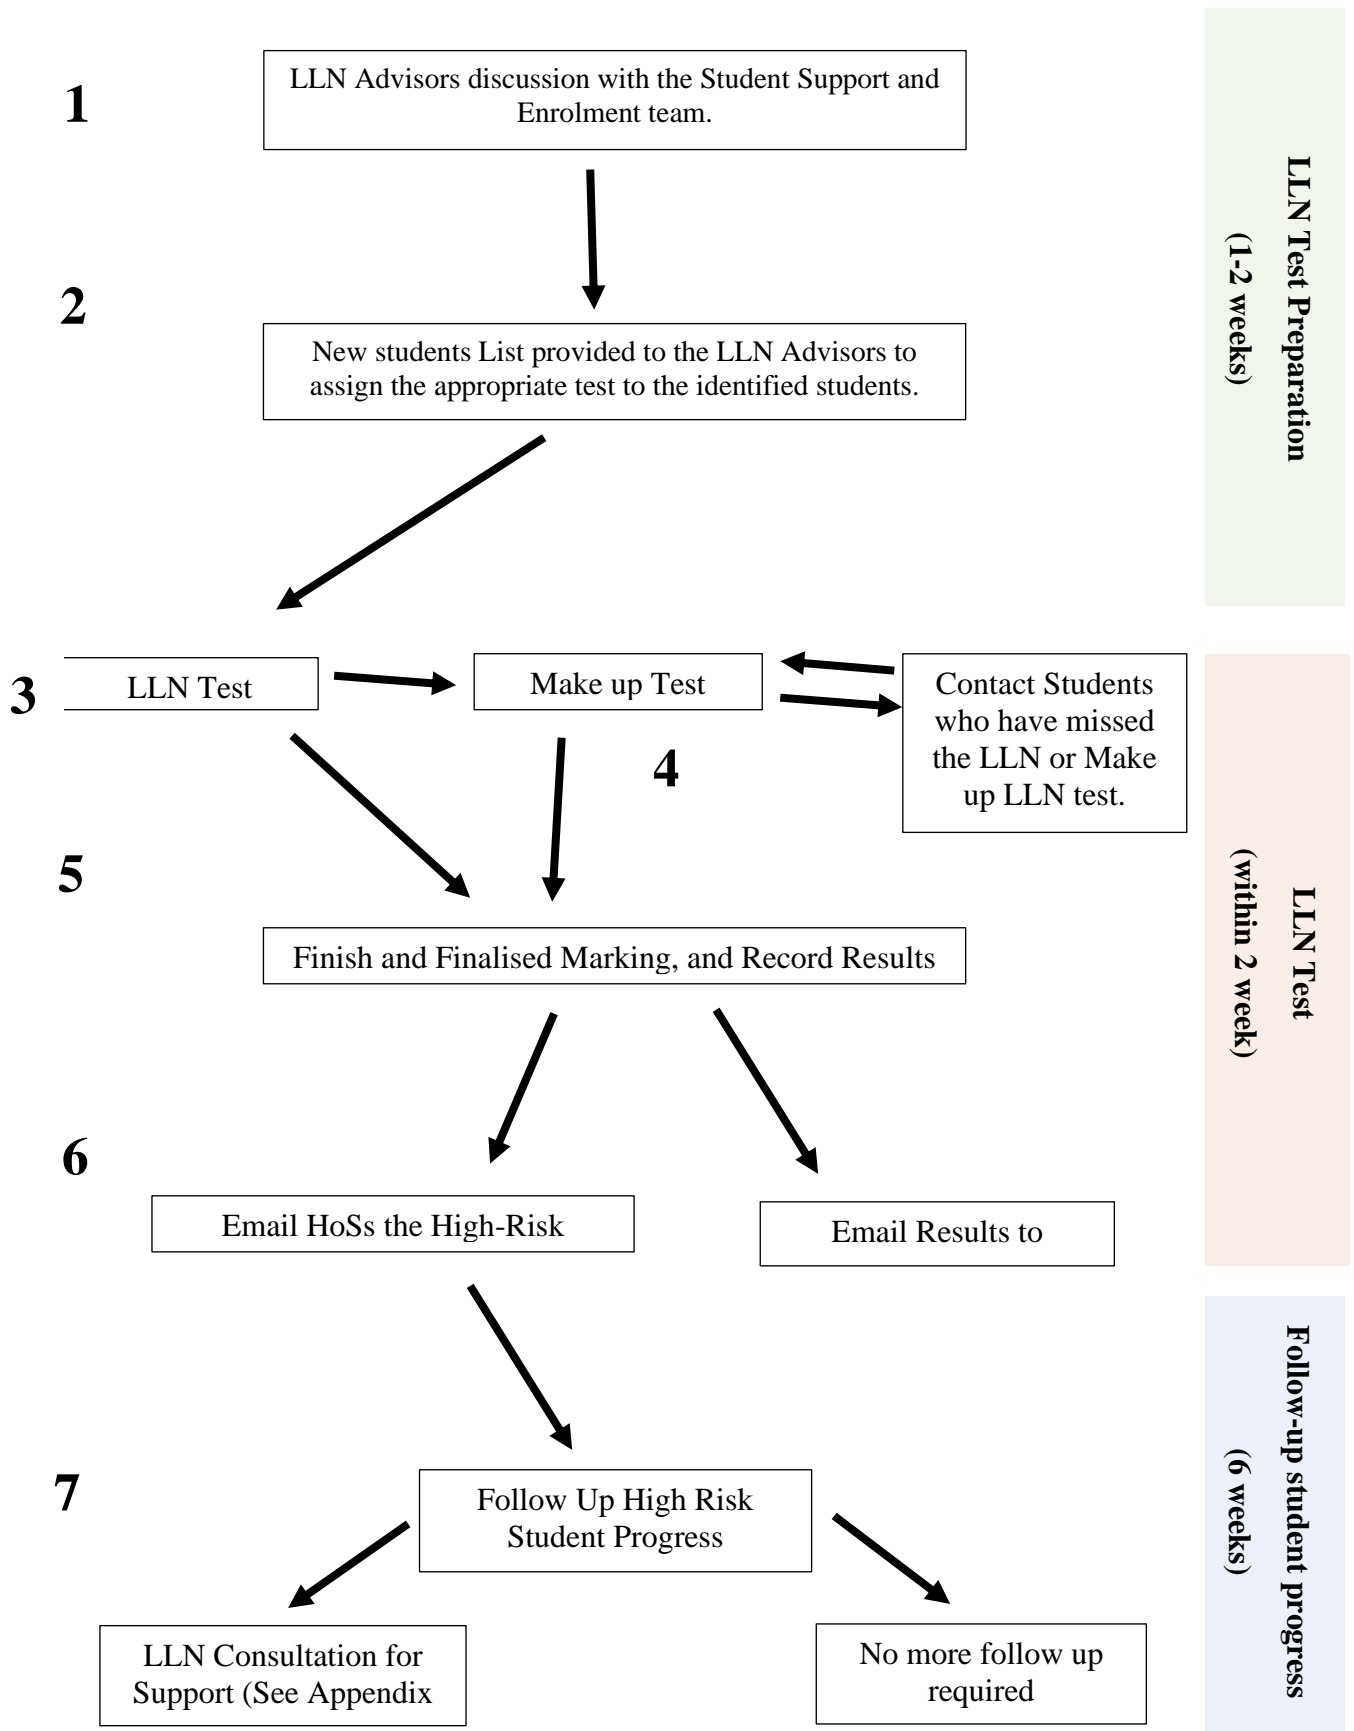 1
LLN Advisors discussion with the Student Support and
Enrolment team.
2
New students List provided to the LLN Advisors to
assign the appropriate test to the identified students.
LLN Test Preparation
(1-2 weeks)
3
LLN Test
Make up Test
4
Contact Students
who have missed
the LLN or Make
up LLN test.
5
Finish and Finalised Marking, and Record Results
LLN Test
(within 2 week)
6
Email HoSs the High-Risk
Email Results to
7
Follow Up High Risk
Student Progress
LLN Consultation for
Support (See Appendix
No more follow up
required
Follow-up student progress
(6 weeks)